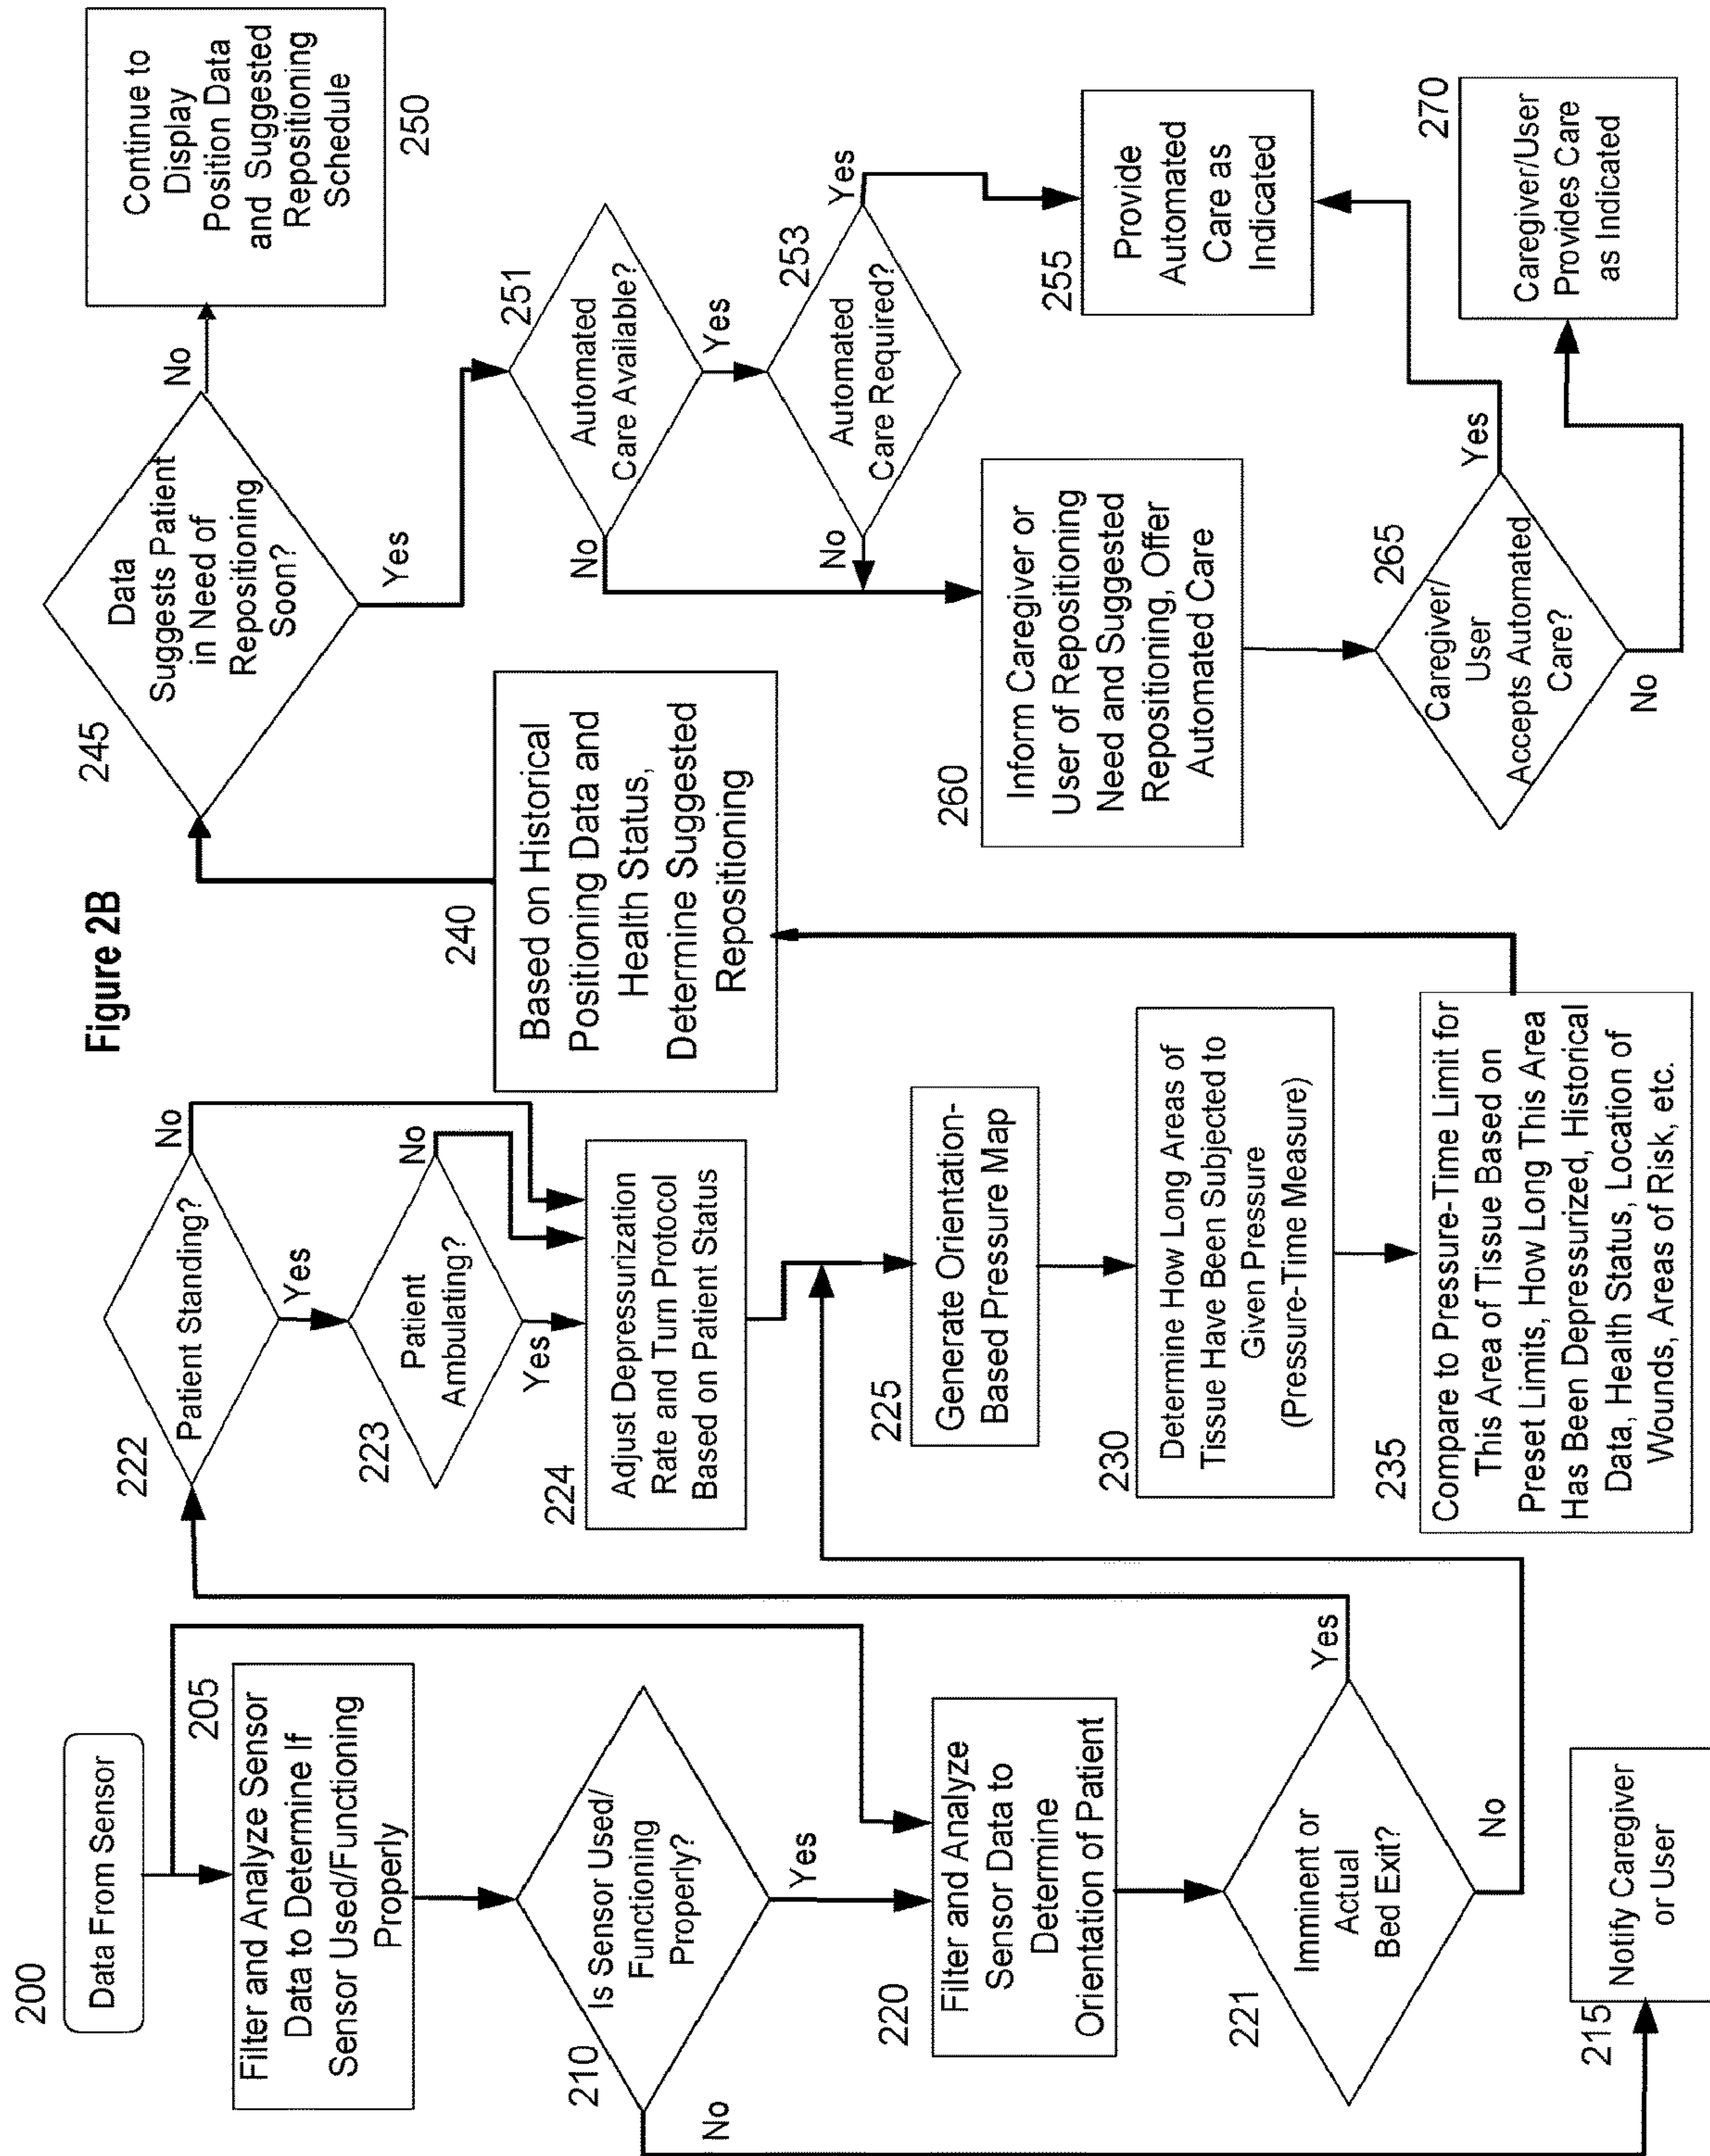 Figure 2B
200
Data From Sensor
205
Filter and Analyze Sensor
Data to Determine If
Sensor Used/Functioning
Properly
210
Is Sensor Used/
Functioning
Properly?
No
Yes
220
Filter and Analyze
Sensor Data to
Determine
Orientation of Patient
221
Imminent or
Actual
Bed Exit?
Yes
No
215
Notify Caregiver
or User
222
Patient Standing?
No
Yes
223
Patient
Ambulating?
No
Yes
224
Adjust Depressurization
Rate and Turn Protocol
Based on Patient Status
225
Generate Orientation-
Based Pressure Map
230
Determine How Long Areas of
Tissue Have Been Subjected to
Given Pressure
(Pressure-Time Measure)
235
Compare to Pressure-Time Limit for
This Area of Tissue Based on
Preset Limits, How Long This Area
Has Been Depressurized, Historical
Data, Health Status, Location of
Wounds, Areas of Risk, etc.
240
Based on Historical
Positioning Data and
Health Status,
Determine Suggested
Repositioning
245
Data
Suggests Patient
in Need of
Repositioning
Soon?
No
Yes
Continue to
Display
Position Data
and Suggested
Repositioning
Schedule
250
251
Automated
Care Available?
No
Yes
253
Automated
Care Required?
No
Yes
255
Provide
Automated
Care as
Indicated
260
Inform Caregiver or
User of Repositioning
Need and Suggested
Repositioning, Offer
Automated Care
265
Caregiver/
User
Accepts Automated
Care?
Yes
No
270
Caregiver/User
Provides Care
as Indicated